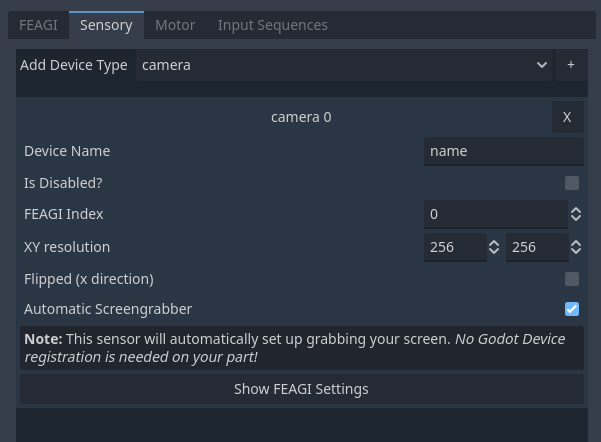 FEAGI Sensory Motor Input Sequences
Add Device Type camera +
camera 0 X
Device Name name
Is Disabled?
FEAGI Index 0
XY resolution 256 256
Flipped (x direction)
Automatic Screengrabber
Note: This sensor will automatically set up grabbing your screen. No Godot Device
registration is needed on your part!
Show FEAGI Settings